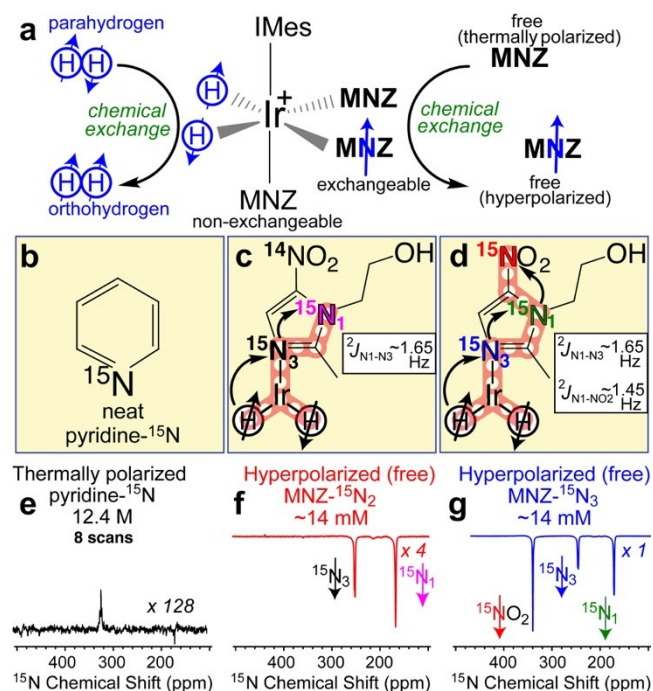 a
parahydrogen
H H
chemical
exchange
H H
orthohydrogen
IMes
H
H
Ir+
MNZ
MNZ
exchangeable
MNZ
non-exchangeable
free
(thermally polarized)
MNZ
chemical
exchange
MNZ
free
(hyperpolarized)
b
¹⁵N
neat
pyridine-¹⁵N
c
¹⁴NO₂
OH
¹⁵N₁
¹⁵N₃
Ir
H H
²J_N1-N3~1.65
Hz
d
¹⁵NO₂
OH
¹⁵N₁
¹⁵N₃
Ir
H H
²J_N1-N3~1.65
Hz
²J_N1-NO2~1.45
Hz
e
Thermally polarized
pyridine-¹⁵N
12.4 M
8 scans
x 128
400 300 200
¹⁵N Chemical Shift (ppm)
f
Hyperpolarized (free)
MNZ-¹⁵N₂
~14 mM
x 4
¹⁵N₃
¹⁵N₁
400 300 200
¹⁵N Chemical Shift (ppm)
g
Hyperpolarized (free)
MNZ-¹⁵N₃
~14 mM
x 1
¹⁵NO₂
¹⁵N₃
¹⁵N₁
400 300 200
¹⁵N Chemical Shift (ppm)